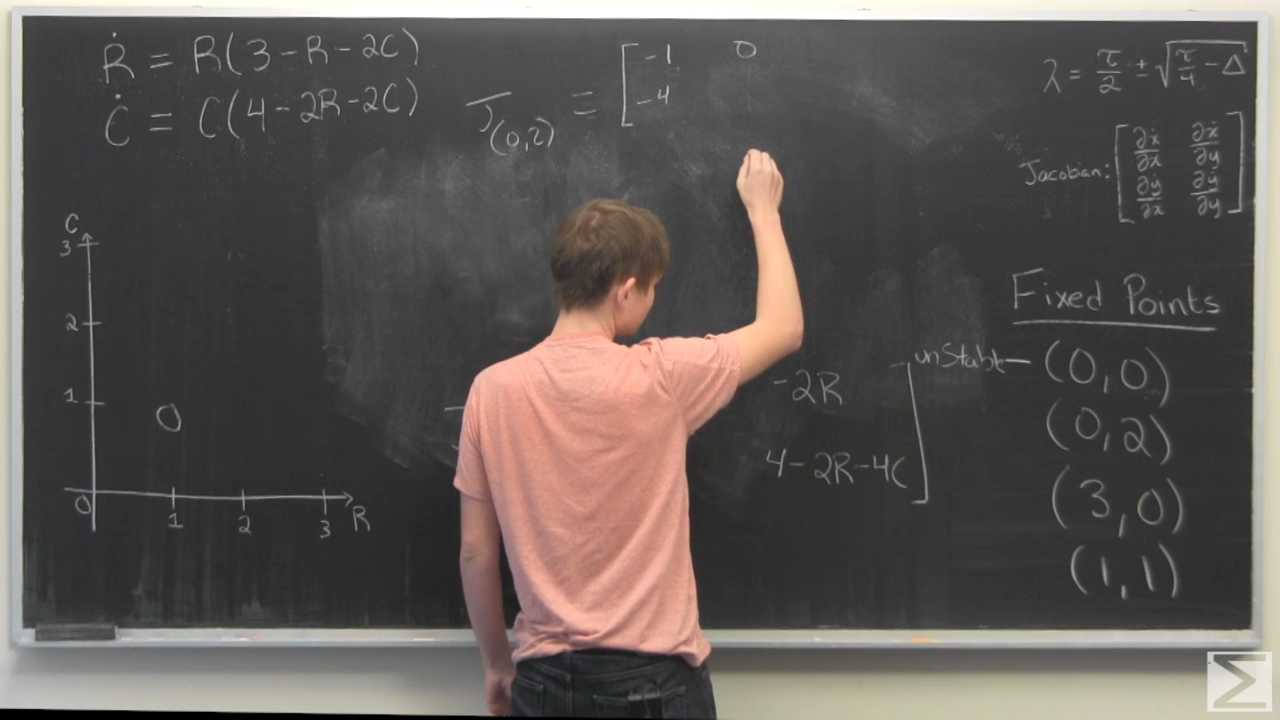 Ṙ = R(3-R-2C)
Ċ = C(4-2R-2C)
J(0,2) = [ -1 0
-4
λ = τ/2 ± √(τ/4 - Δ)
Jacobian: [ ∂ẋ/∂x ∂ẋ/∂y
∂ẏ/∂x ∂ẏ/∂y ]
C
3
2
1
0
0
1 2 3 R
-2R
4-2R-4C ]
Fixed Points
unstable — (0,0)
(0,2)
(3,0)
(1,1)
Σ